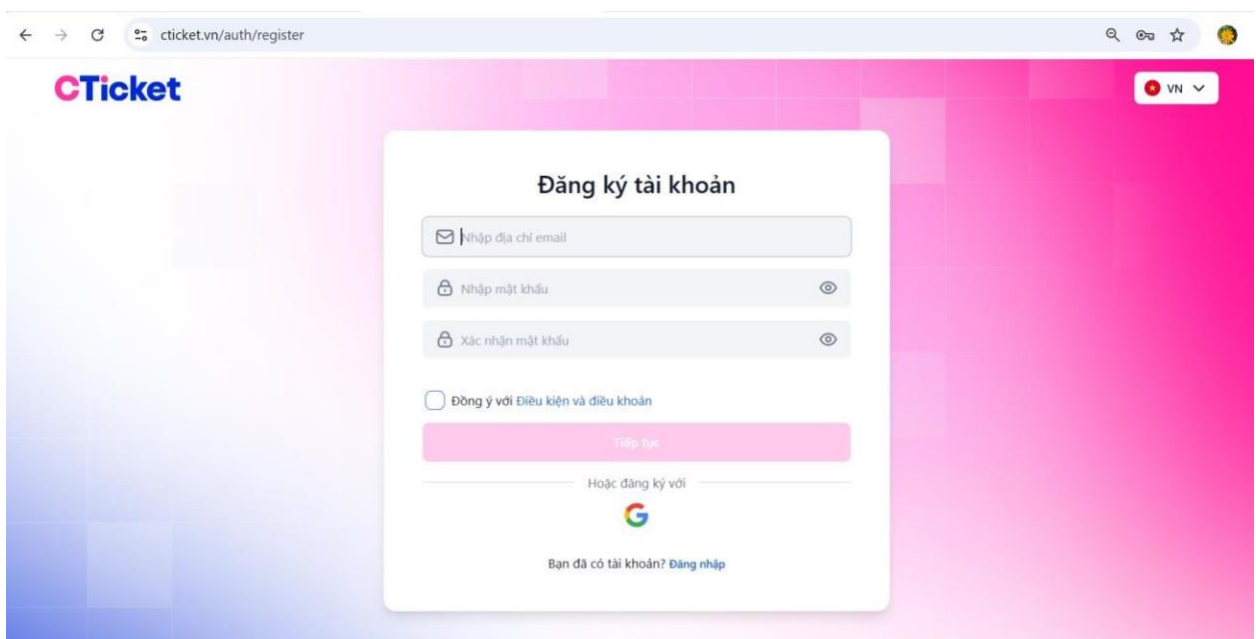 cticket.vn/auth/register
CTicket
VN
Đăng ký tài khoản
Nhập địa chỉ email
Nhập mật khẩu
Xác nhận mật khẩu
Đồng ý với Điều kiện và điều khoản
Tiếp tục
Hoặc đăng ký với
Bạn đã có tài khoản? Đăng nhập